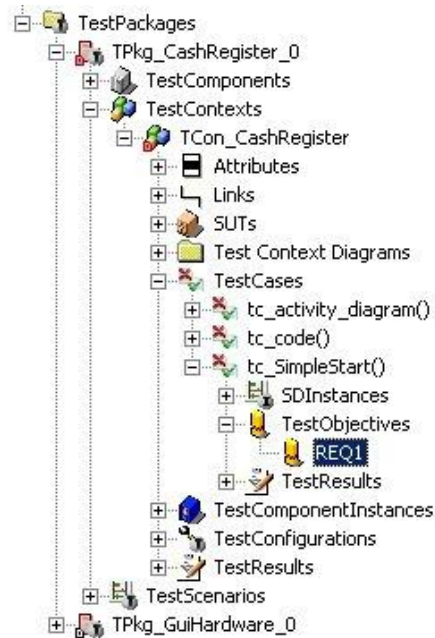 TestPackages
TPkg_CashRegister_0
TestComponents
TestContexts
TCon_CashRegister
Attributes
Links
SUTs
Test Context Diagrams
TestCases
tc_activity_diagram()
tc_code()
tc_SimpleStart()
SDInstances
TestObjectives
REQ1
TestResults
TestComponentInstances
TestConfigurations
TestResults
TestScenarios
TPkg_GuiHardware_0